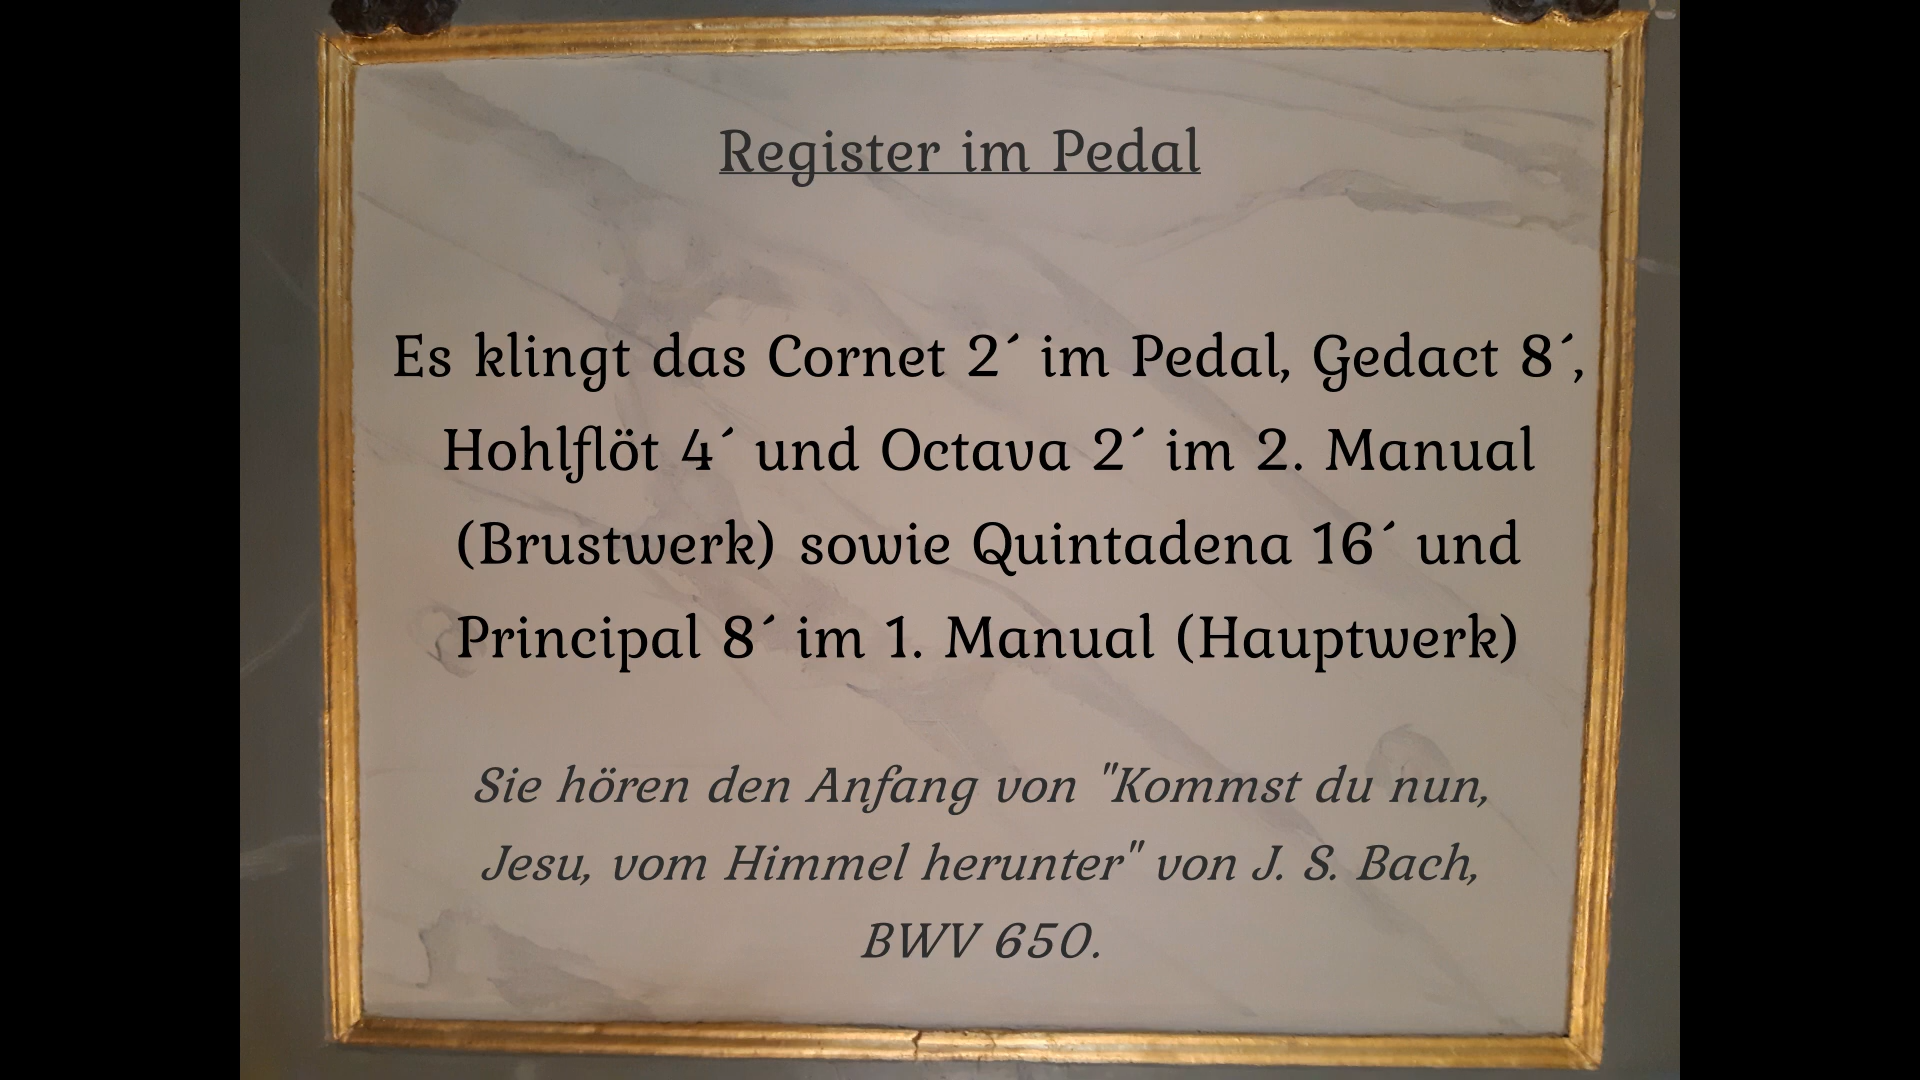 Register im Pedal
Es klingt das Cornet 2´ im Pedal, Gedact 8´,
Hohlflöt 4´ und Octava 2´ im 2. Manual
(Brustwerk) sowie Quintadena 16´ und
Principal 8´ im 1. Manual (Hauptwerk)
Sie hören den Anfang von "Kommst du nun,
Jesu, vom Himmel herunter" von J. S. Bach,
BWV 650.